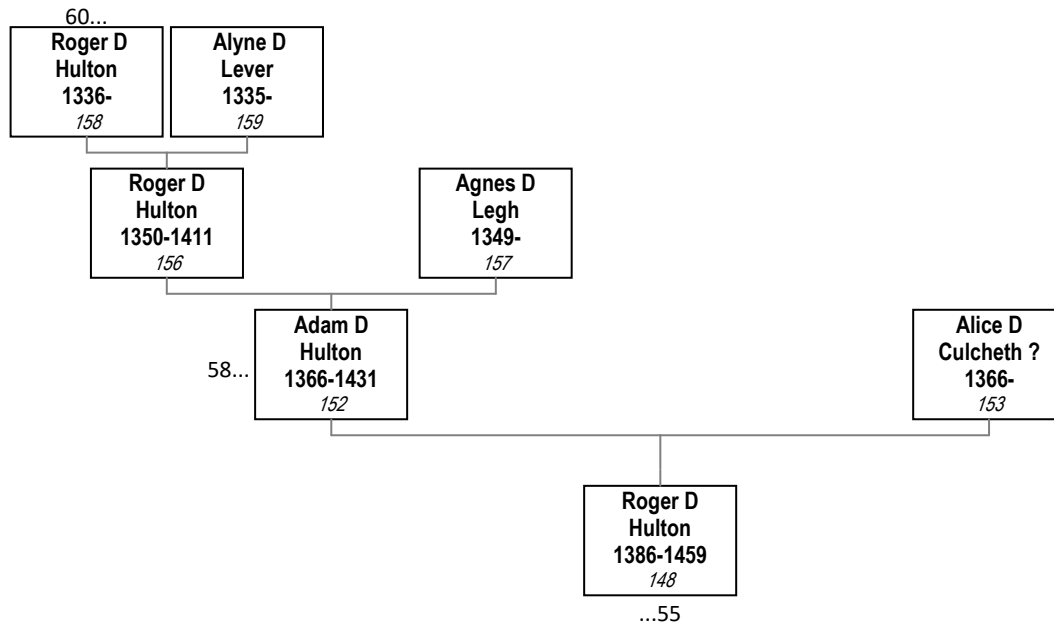 60...
Roger D
Hulton
1336-
158
Alyne D
Lever
1335-
159
Roger D
Hulton
1350-1411
156
Agnes D
Legh
1349-
157
58...
Adam D
Hulton
1366-1431
152
Alice D
Culcheth ?
1366-
153
Roger D
Hulton
1386-1459
148
...55